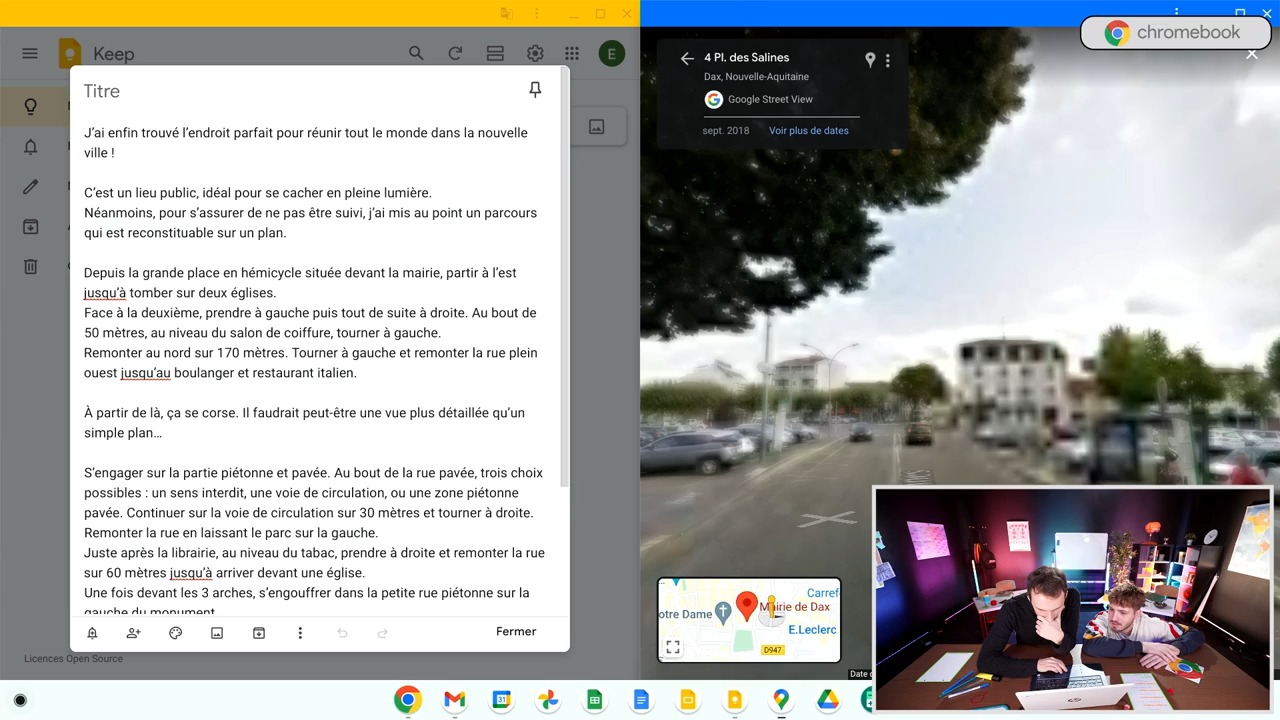 Keep
E
Titre
J’ai enfin trouvé l’endroit parfait pour réunir tout le monde dans la nouvelle
ville !
C’est un lieu public, idéal pour se cacher en pleine lumière.
Néanmoins, pour s’assurer de ne pas être suivi, j’ai mis au point un parcours
qui est reconstituable sur un plan.
Depuis la grande place en hémicycle située devant la mairie, partir à l’est
jusqu’à tomber sur deux églises.
Face à la deuxième, prendre à gauche puis tout de suite à droite. Au bout de
50 mètres, au niveau du salon de coiffure, tourner à gauche.
Remonter au nord sur 170 mètres. Tourner à gauche et remonter la rue plein
ouest jusqu’au boulanger et restaurant italien.
À partir de là, ça se corse. Il faudrait peut-être une vue plus détaillée qu’un
simple plan…
S’engager sur la partie piétonne et pavée. Au bout de la rue pavée, trois choix
possibles : un sens interdit, une voie de circulation, ou une zone piétonne
pavée. Continuer sur la voie de circulation sur 30 mètres et tourner à droite.
Remonter la rue en laissant le parc sur la gauche.
Juste après la librairie, au niveau du tabac, prendre à droite et remonter la rue
sur 60 mètres jusqu’à arriver devant une église.
Une fois devant les 3 arches, s’engouffrer dans la petite rue piétonne sur la
gauche du monument
Fermer
Licences Open Source
chromebook
4 Pl. des Salines
Dax, Nouvelle-Aquitaine
Google Street View
sept. 2018 Voir plus de dates
Carref
otre Dame
Mairie de Dax
E.Leclerc
D947
Date
31